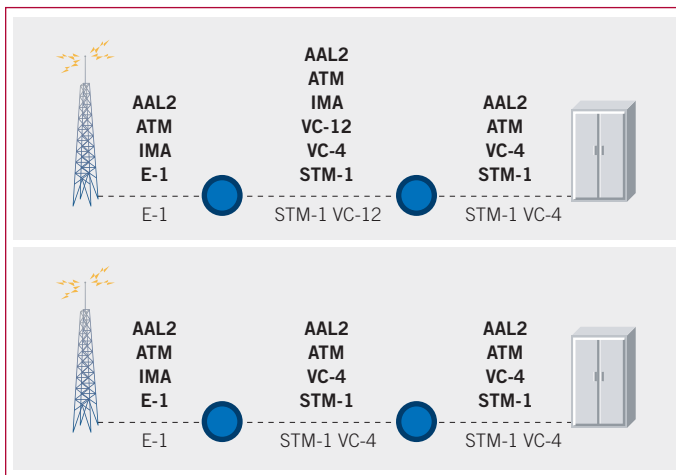 AAL2
ATM
IMA
E-1
AAL2
ATM
IMA
VC-12
VC-4
STM-1
AAL2
ATM
VC-4
STM-1
E-1
STM-1 VC-12
STM-1 VC-4
AAL2
ATM
IMA
E-1
AAL2
ATM
VC-4
STM-1
AAL2
ATM
VC-4
STM-1
E-1
STM-1 VC-4
STM-1 VC-4